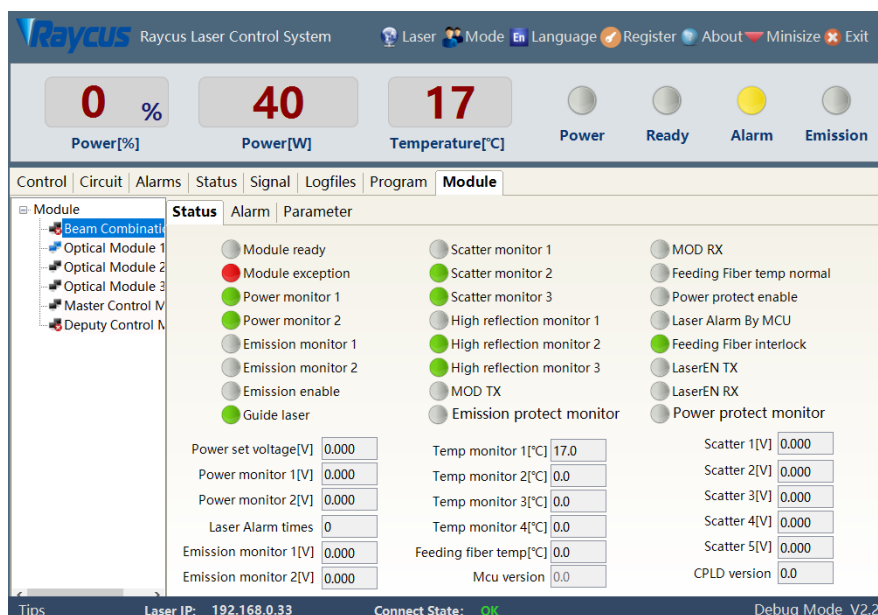 Raycus Raycus Laser Control System Laser Mode En Language Register About Minisize Exit
0 % 40 17
Power[%] Power[W] Temperature[℃] Power Ready Alarm Emission
Control Circuit Alarms Status Signal Logfiles Program Module
Module Status Alarm Parameter
Beam Combinatio
Optical Module 1 Module ready Scatter monitor 1 MOD RX
Optical Module 2 Module exception Scatter monitor 2 Feeding Fiber temp normal
Optical Module 3 Power monitor 1 Scatter monitor 3 Power protect enable
Master Control M Power monitor 2 High reflection monitor 1 Laser Alarm By MCU
Deputy Control M Emission monitor 1 High reflection monitor 2 Feeding Fiber interlock
Emission monitor 2 High reflection monitor 3 LaserEN TX
Emission enable MOD TX LaserEN RX
Guide laser Emission protect monitor Power protect monitor
Power set voltage[V] 0.000 Temp monitor 1[℃] 17.0 Scatter 1[V] 0.000
Power monitor 1[V] 0.000 Temp monitor 2[℃] 0.0 Scatter 2[V] 0.000
Power monitor 2[V] 0.000 Temp monitor 3[℃] 0.0 Scatter 3[V] 0.000
Laser Alarm times 0 Temp monitor 4[℃] 0.0 Scatter 4[V] 0.000
Emission monitor 1[V] 0.000 Feeding fiber temp[℃] 0.0 Scatter 5[V] 0.000
Emission monitor 2[V] 0.000 Mcu version 0.0 CPLD version 0.0
Tips Laser IP: 192.168.0.33 Connect State: OK Debug Mode V2.2